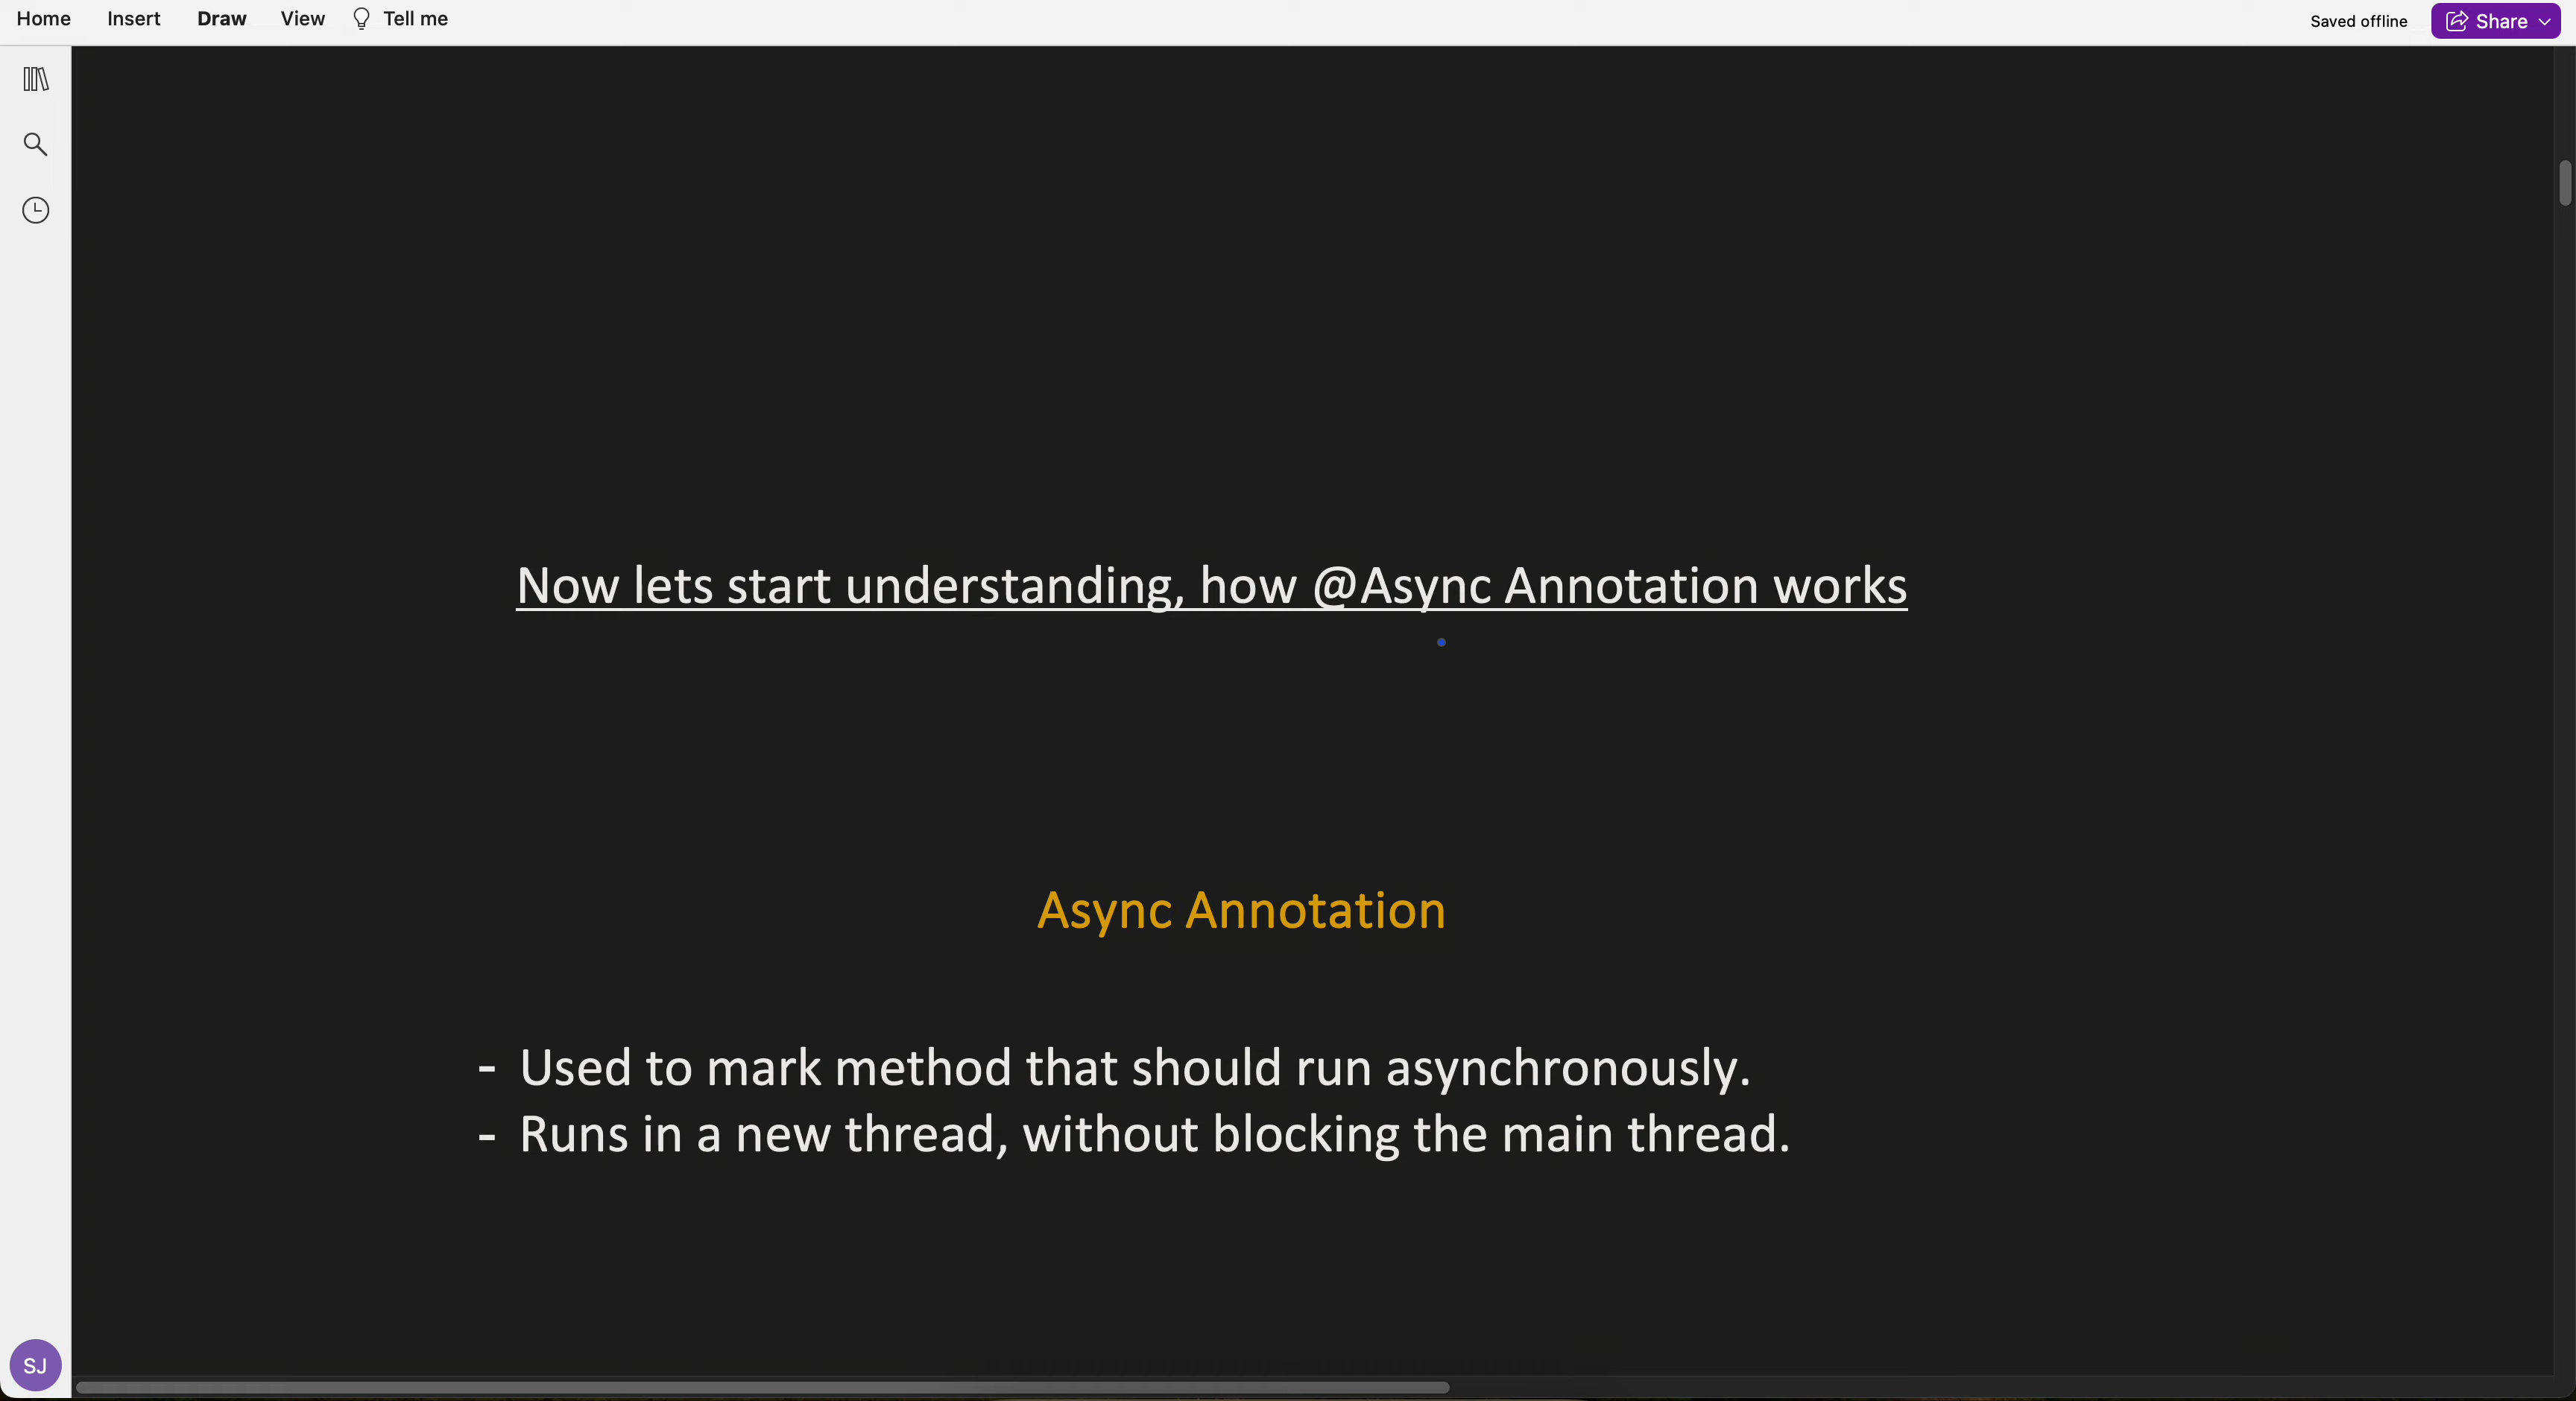 Home Insert Draw View Tell me Saved offline Share
Now lets start understanding, how @Async Annotation works
Async Annotation
- Used to mark method that should run asynchronously.
- Runs in a new thread, without blocking the main thread.
SJ